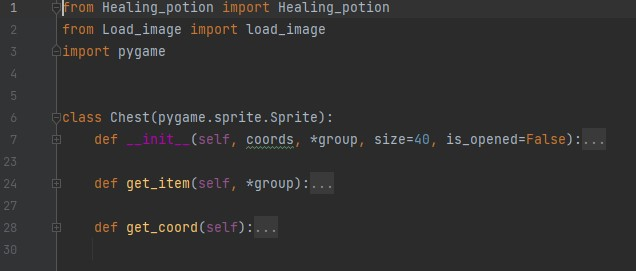 1 from Healing_potion import Healing_potion
2 from Load_image import load_image
3 import pygame
4
5
6 class Chest(pygame.sprite.Sprite):
7 def __init__(self, coords, *group, size=40, is_opened=False):...
23
24 def get_item(self, *group):...
27
28 def get_coord(self):...
30